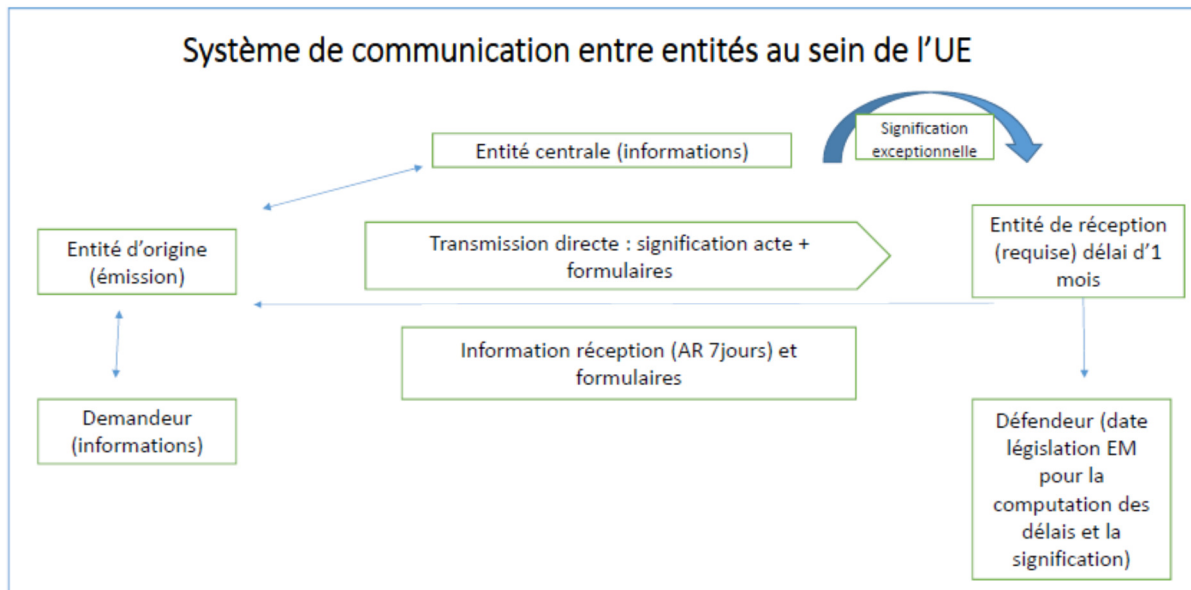 Système de communication entre entités au sein de l'UE
Signification
exceptionnelle
Entité centrale (informations)
Entité d'origine
(émission)
Transmission directe : signification acte +
formulaires
Entité de réception
(requise) délai d'1
mois
Information réception (AR 7jours) et
formulaires
Demandeur
(informations)
Défendeur (date
législation EM
pour la
computation des
délais et la
signification)